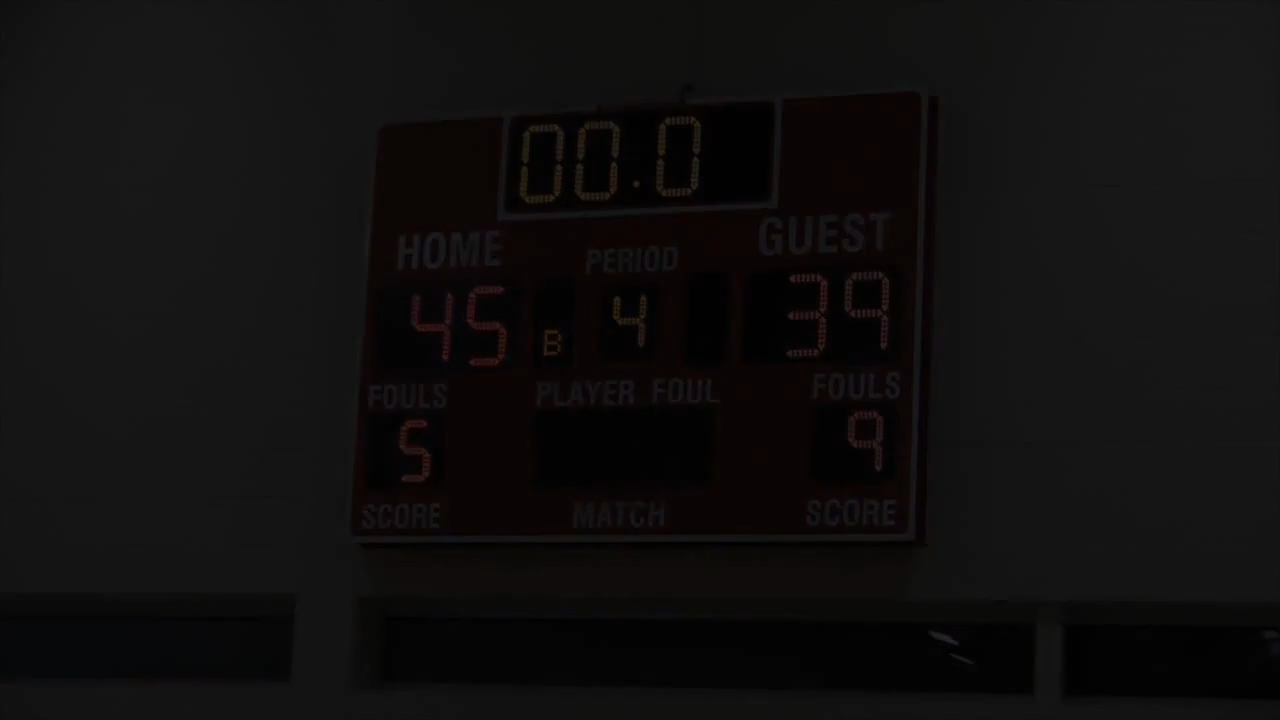 00.0
HOME PERIOD GUEST
45 B 4 39
FOULS PLAYER FOUL FOULS
5 9
SCORE MATCH SCORE